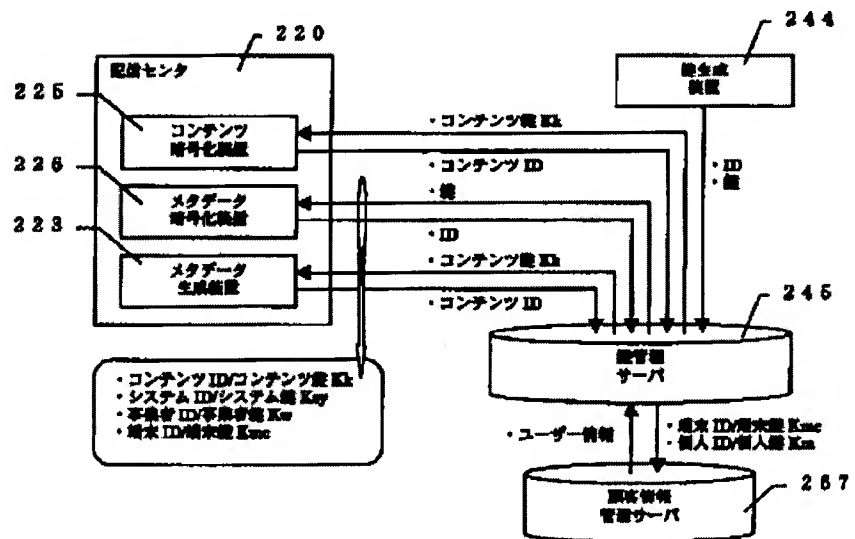 220
配信センタ
225
コンテンツ
暗号化装置
226
メタデータ
暗号化装置
223
メタデータ
生成装置
244
鍵生成
装置
・コンテンツ鍵 Kk
・コンテンツ ID
・鍵
・ID
・コンテンツ鍵 Kk
・コンテンツ ID
・ID
・鍵
245
鍵管理
サーバ
・コンテンツ ID/コンテンツ鍵 Kk
・システム ID/システム鍵 Ksy
・事業者 ID/事業者鍵 Kw
・端末 ID/端末鍵 Kmc
・ユーザー情報
・端末 ID/端末鍵 Kmc
・個人 ID/個人鍵 Km
顧客情報
管理サーバ
267